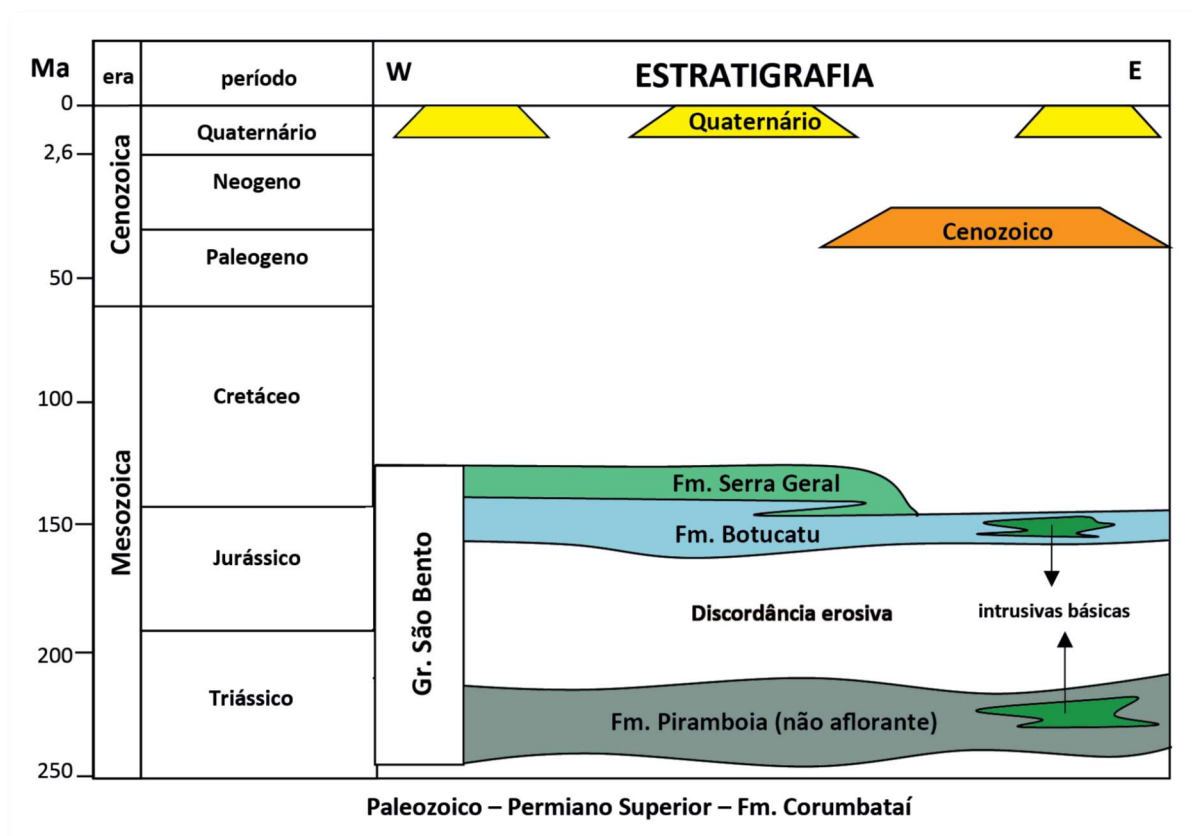 Ma
era
período
W
ESTRATIGRAFIA
E
0
Cenozoica
Quaternário
Quaternário
2,6
Neogeno
Cenozoico
Paleogeno
50
Mesozoica
Cretáceo
100
Gr. São Bento
Fm. Serra Geral
150
Fm. Botucatu
Jurássico
Discordância erosiva
intrusivas básicas
200
Triássico
Fm. Piramboia (não aflorante)
250
Paleozoico – Permiano Superior – Fm. Corumbataí